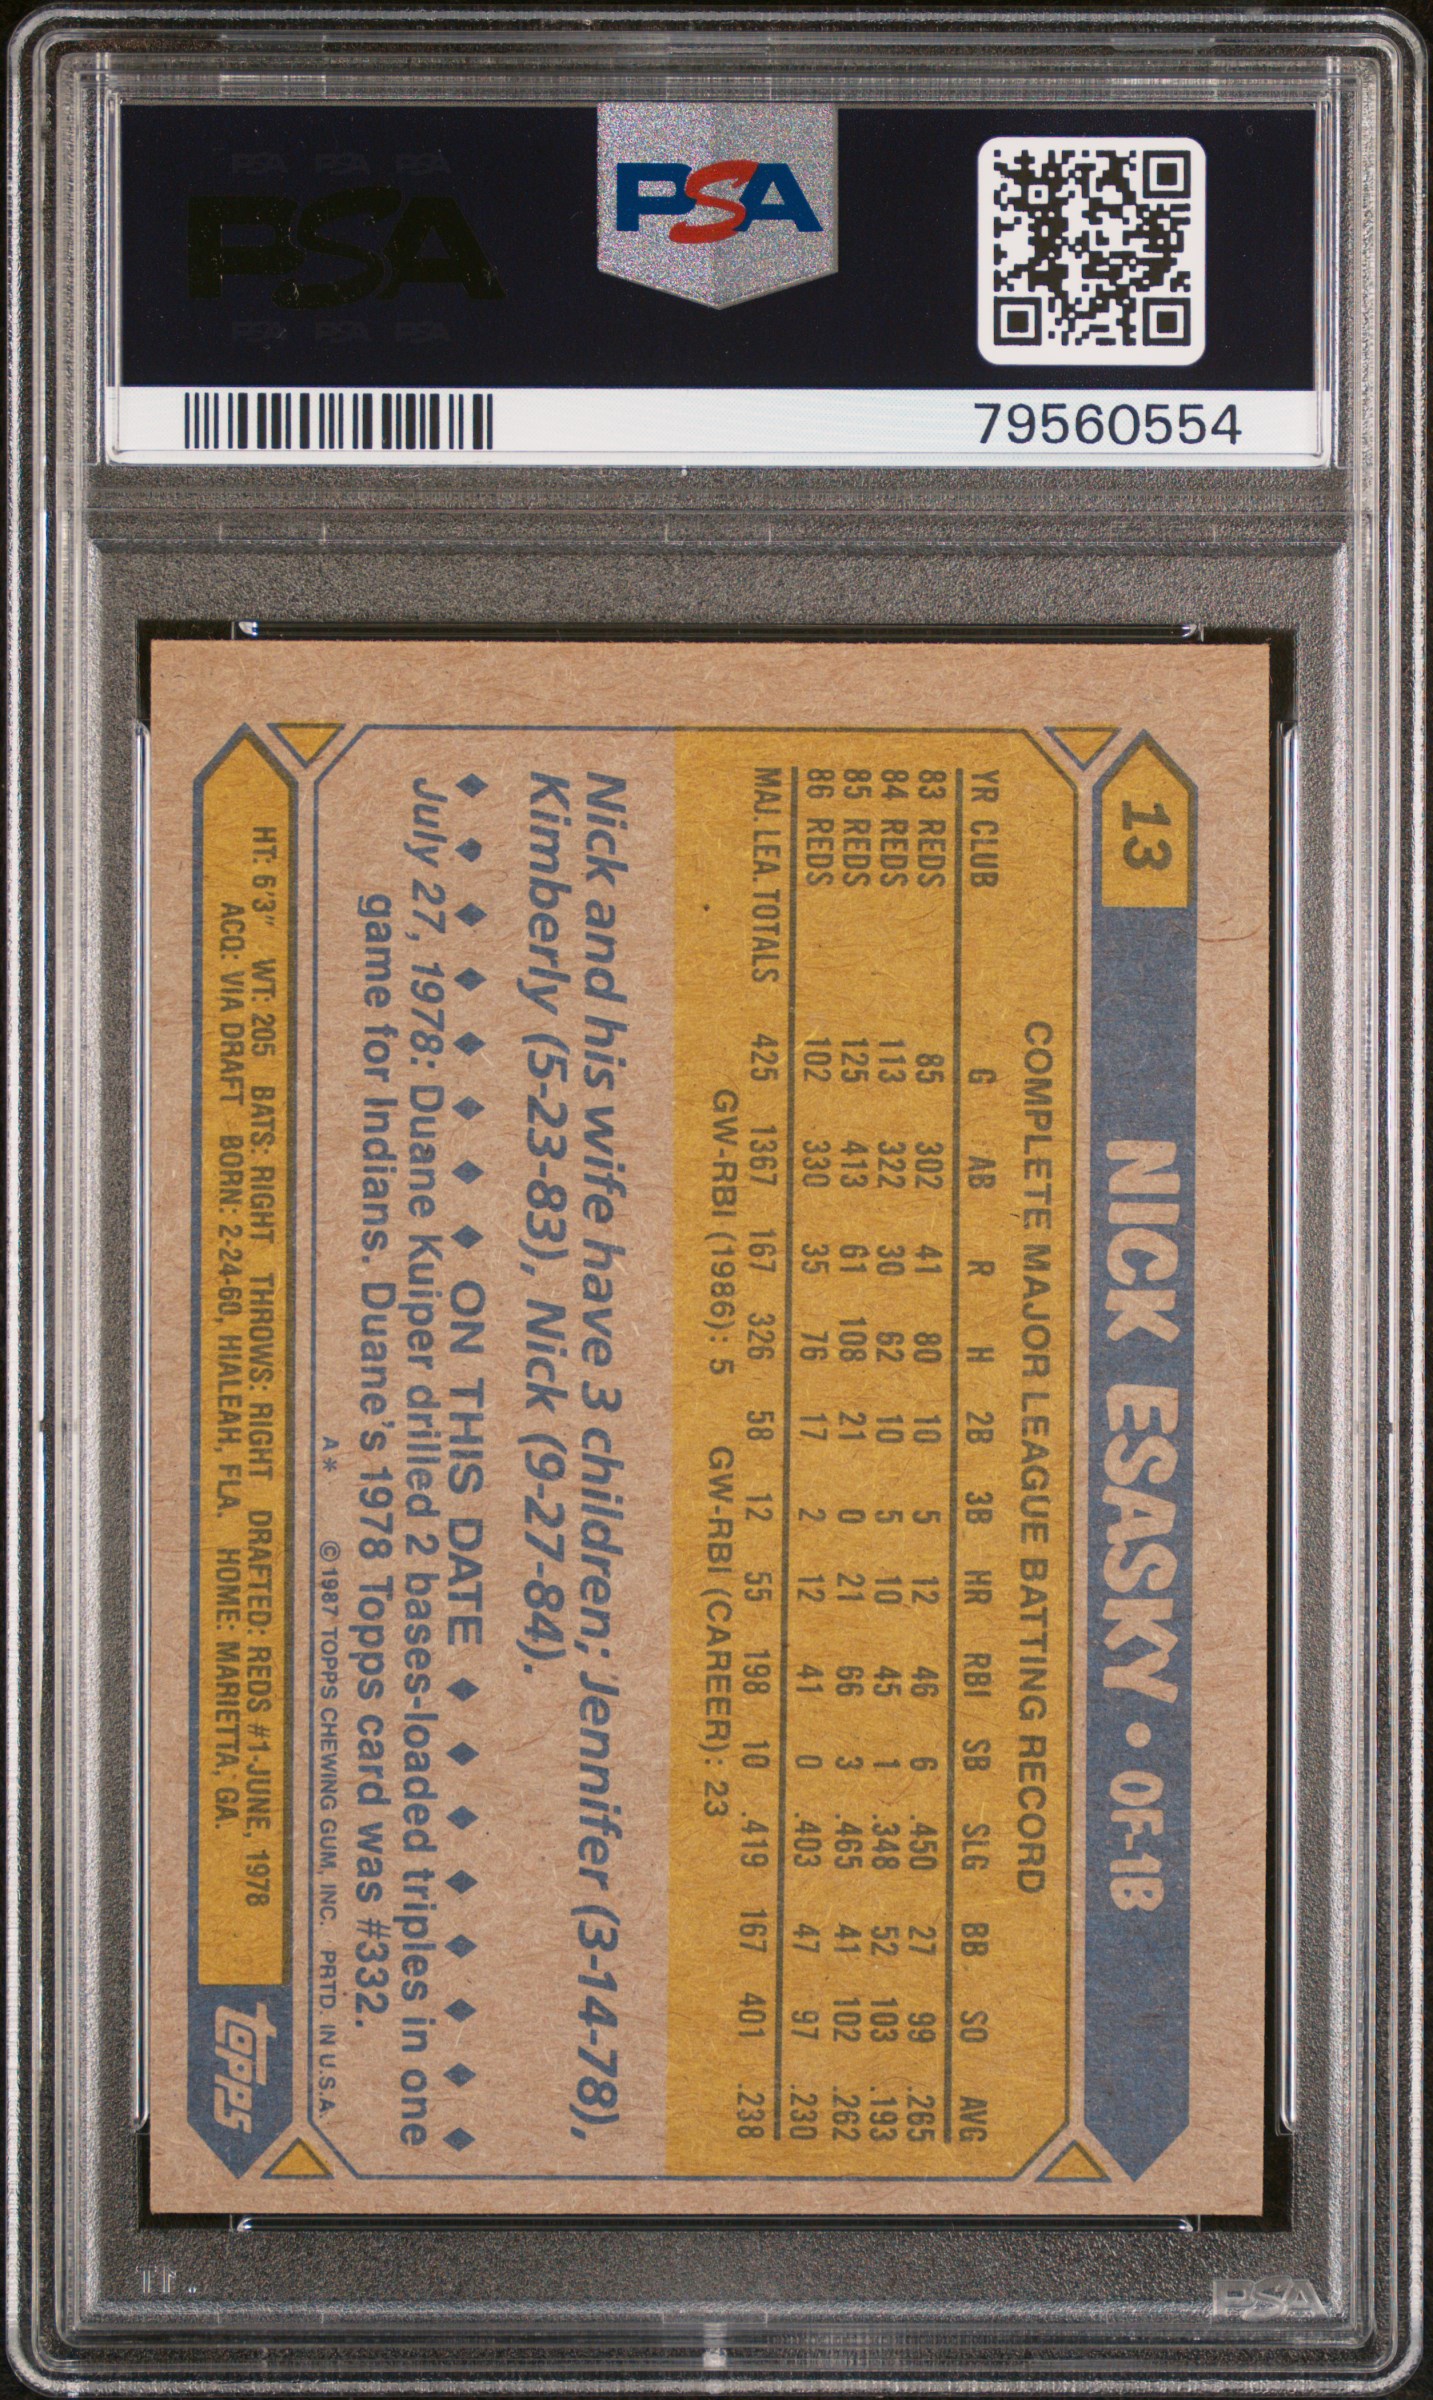 PSA PSA PSA
PSA
PSA PSA PSA
PSA
79560554
13 NICK ESASKY • OF-1B
COMPLETE MAJOR LEAGUE BATTING RECORD
YR CLUB G AB R H 2B 3B HR RBI SB SLG BB SO AVG
83 REDS 85 302 41 80 10 5 12 46 6 .450 27 99 .265
84 REDS 113 322 30 62 10 5 10 45 1 .348 52 103 .193
85 REDS 125 413 61 108 21 0 21 66 3 .465 41 102 .262
86 REDS 102 330 35 76 17 2 12 41 0 .403 47 97 .230
MAJ. LEA. TOTALS 425 1367 167 326 58 12 55 198 10 .419 167 401 .238
GW-RBI (1986): 5 GW-RBI (CAREER): 23
Nick and his wife have 3 children; Jennifer (3-14-78),
Kimberly (5-23-83), Nick (9-27-84).
◆ ◆ ◆ ◆ ◆ ◆ ◆ ◆ ON THIS DATE ◆ ◆ ◆ ◆ ◆ ◆ ◆ ◆
July 27, 1978: Duane Kuiper drilled 2 bases-loaded triples in one
game for Indians. Duane's 1978 Topps card was #332.
A* © 1987 TOPPS CHEWING GUM, INC. PRTD. IN U.S.A.
HT: 6'3" WT: 205 BATS: RIGHT THROWS: RIGHT DRAFTED: REDS #1-JUNE, 1978
ACQ: VIA DRAFT BORN: 2-24-60, HIALEAH, FLA. HOME: MARIETTA, GA.
topps
PSA